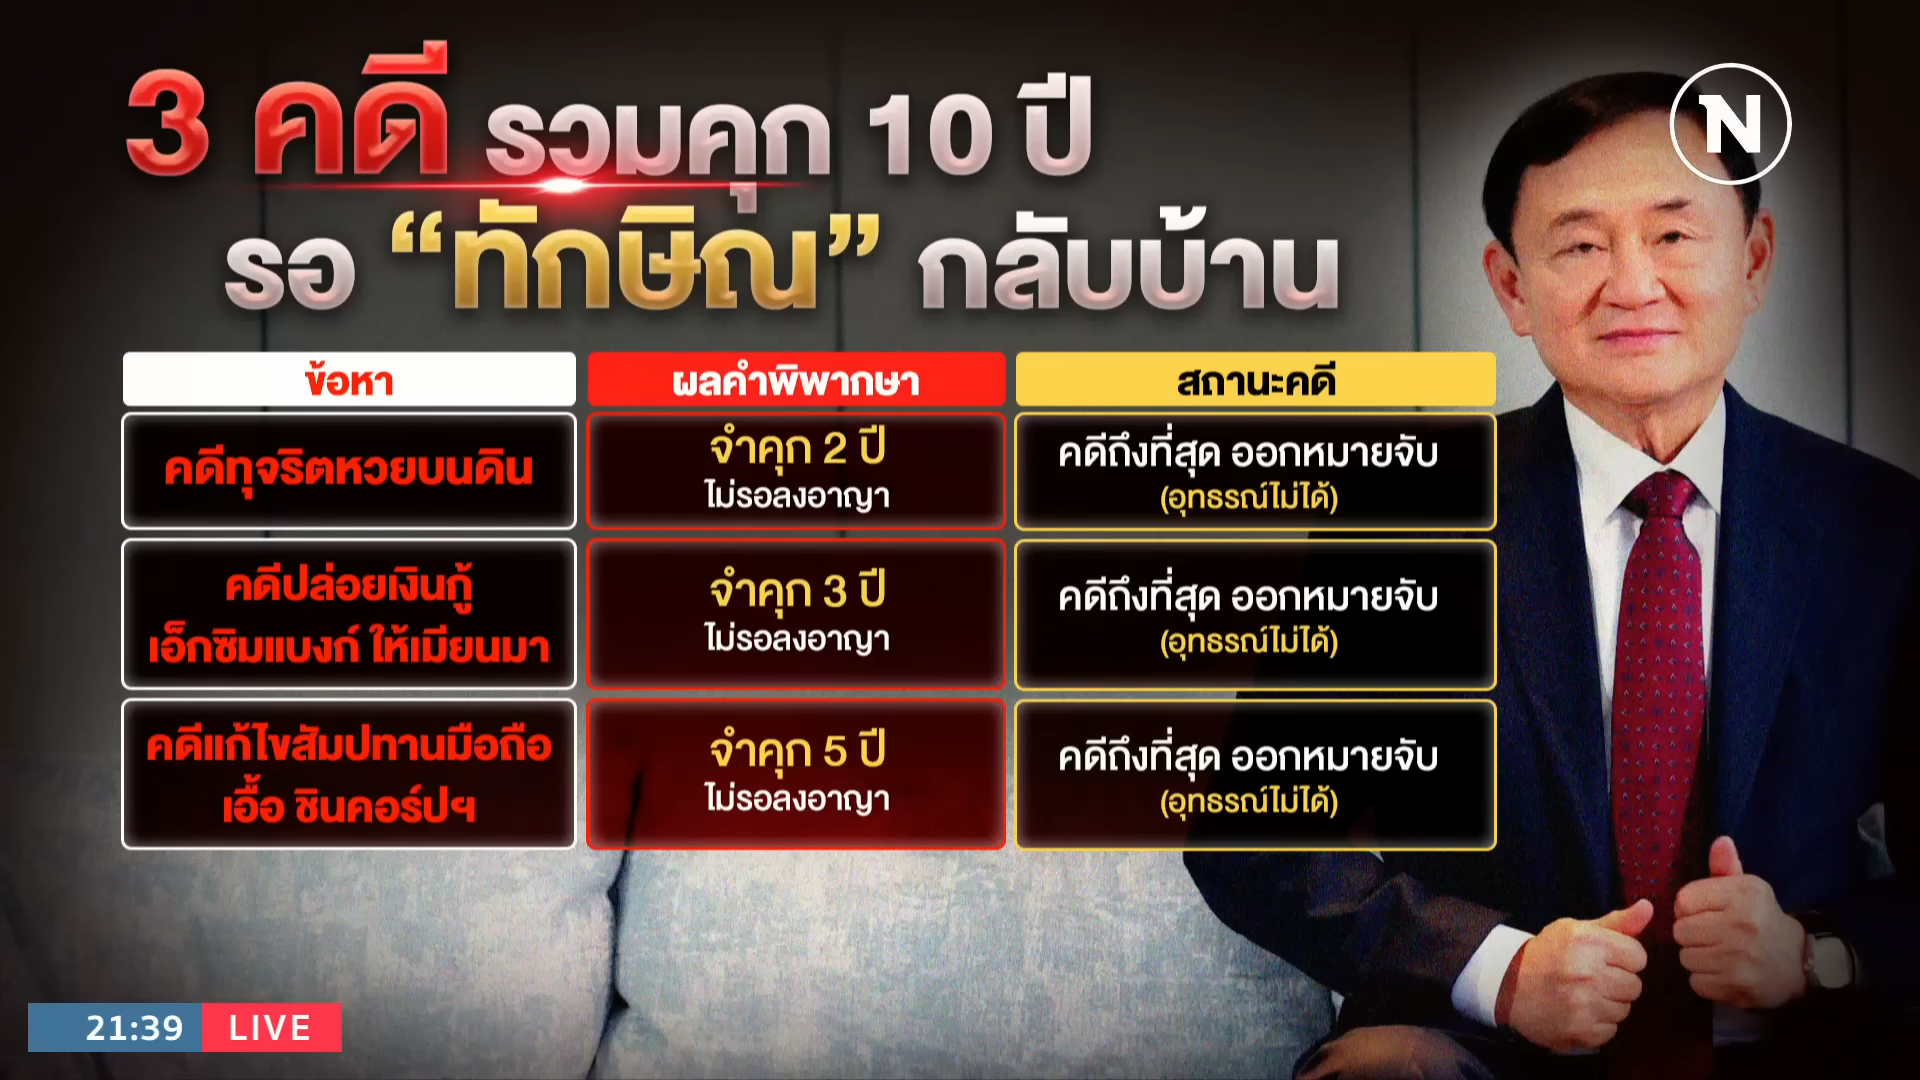 3 คดี รวมคุก 10 ปี
รอ “ทักษิณ” กลับบ้าน
N
ข้อหา
ผลคำพิพากษา
สถานะคดี
คดีทุจริตหวยบนดิน
จำคุก 2 ปี
ไม่รอลงอาญา
คดีถึงที่สุด ออกหมายจับ
(อุทธรณ์ไม่ได้)
คดีปล่อยเงินกู้
เอ็กซิมแบงก์ ให้เมียนมา
จำคุก 3 ปี
ไม่รอลงอาญา
คดีถึงที่สุด ออกหมายจับ
(อุทธรณ์ไม่ได้)
คดีแก้ไขสัมปทานมือถือ
เอื้อ ชินคอร์ปฯ
จำคุก 5 ปี
ไม่รอลงอาญา
คดีถึงที่สุด ออกหมายจับ
(อุทธรณ์ไม่ได้)
21:39 LIVE